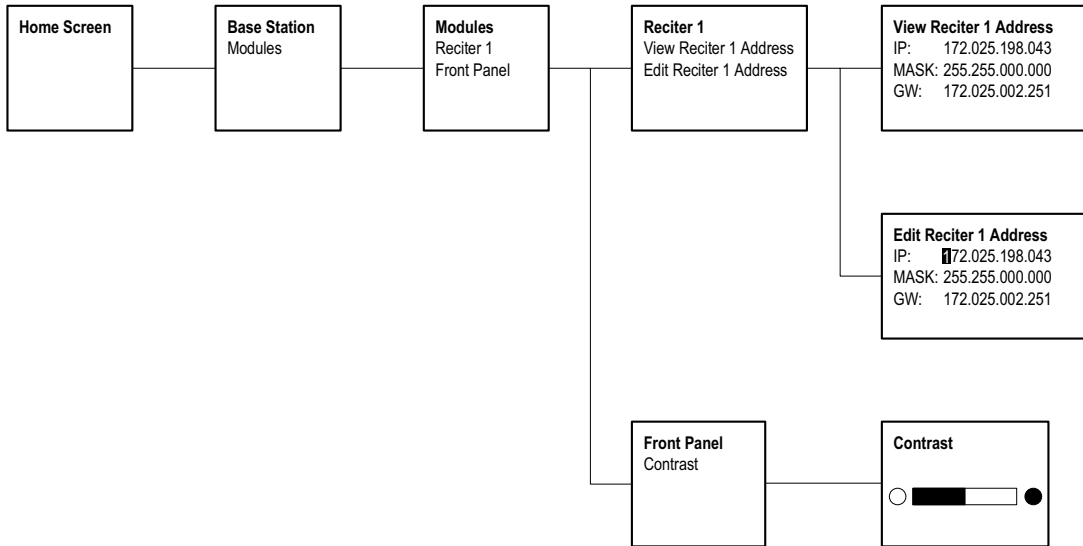 Home Screen
Base Station
Modules
Modules
Reciter 1
Front Panel
Reciter 1
View Reciter 1 Address
Edit Reciter 1 Address
View Reciter 1 Address
IP: 172.025.198.043
MASK: 255.255.000.000
GW: 172.025.002.251
Edit Reciter 1 Address
IP: 172.025.198.043
MASK: 255.255.000.000
GW: 172.025.002.251
Front Panel
Contrast
Contrast